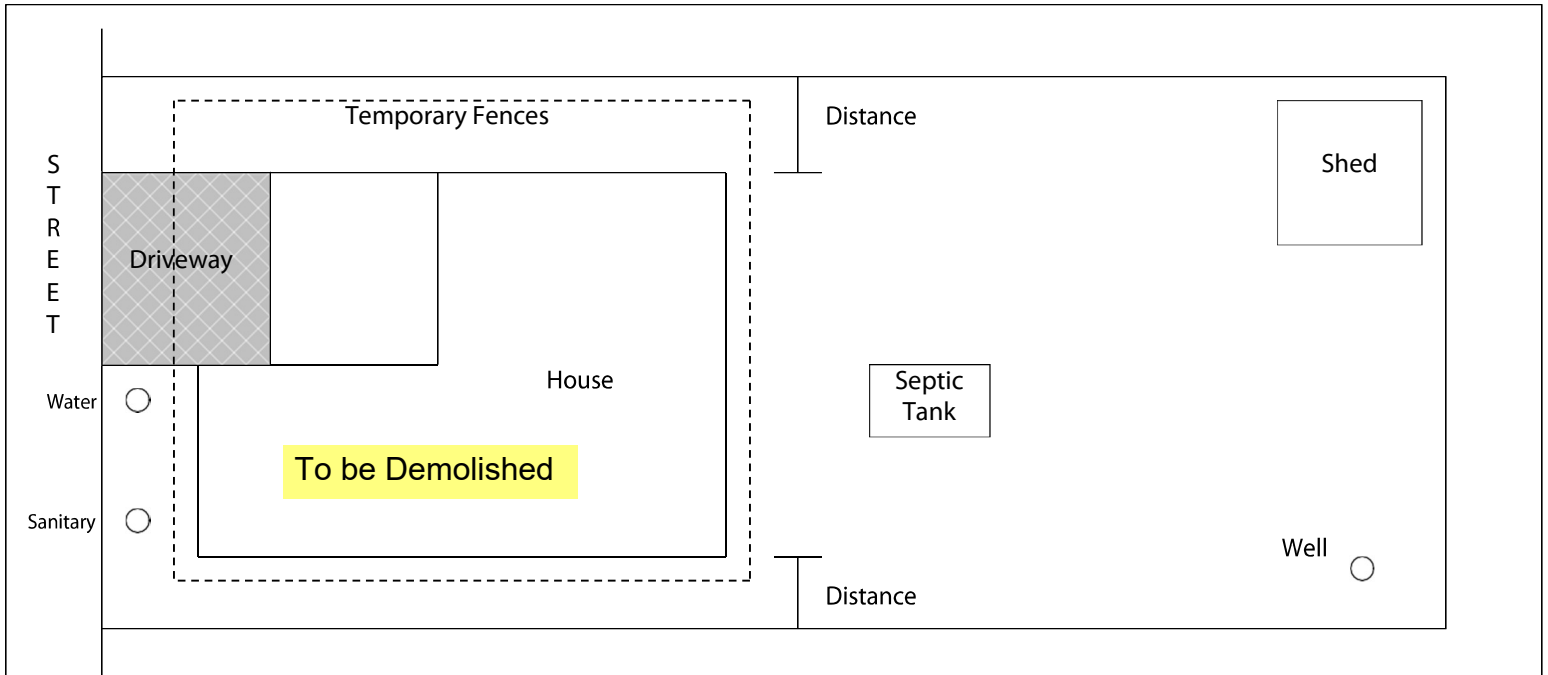 Temporary Fences
Distance
Shed
S
T
R
E
E
T
Driveway
House
Septic
Tank
Water
To be Demolished
Sanitary
Well
Distance